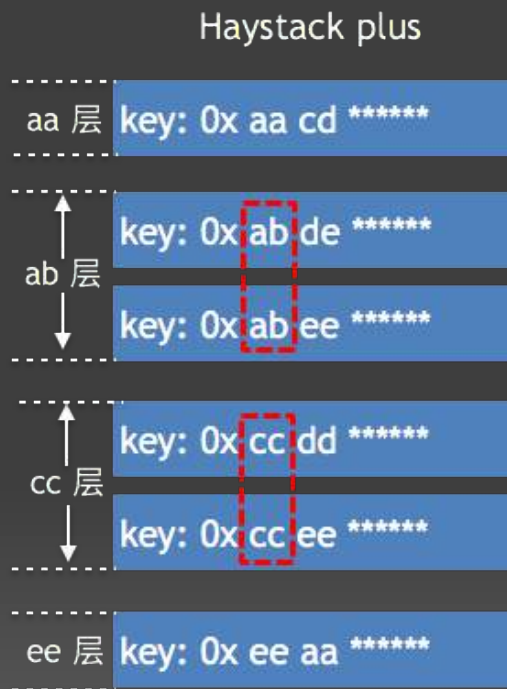 Haystack plus
aa 层 key: 0x aa cd ******
key: 0x ab de ******
ab 层
key: 0x ab ee ******
key: 0x cc dd ******
cc 层
key: 0x cc ee ******
ee 层 key: 0x ee aa ******